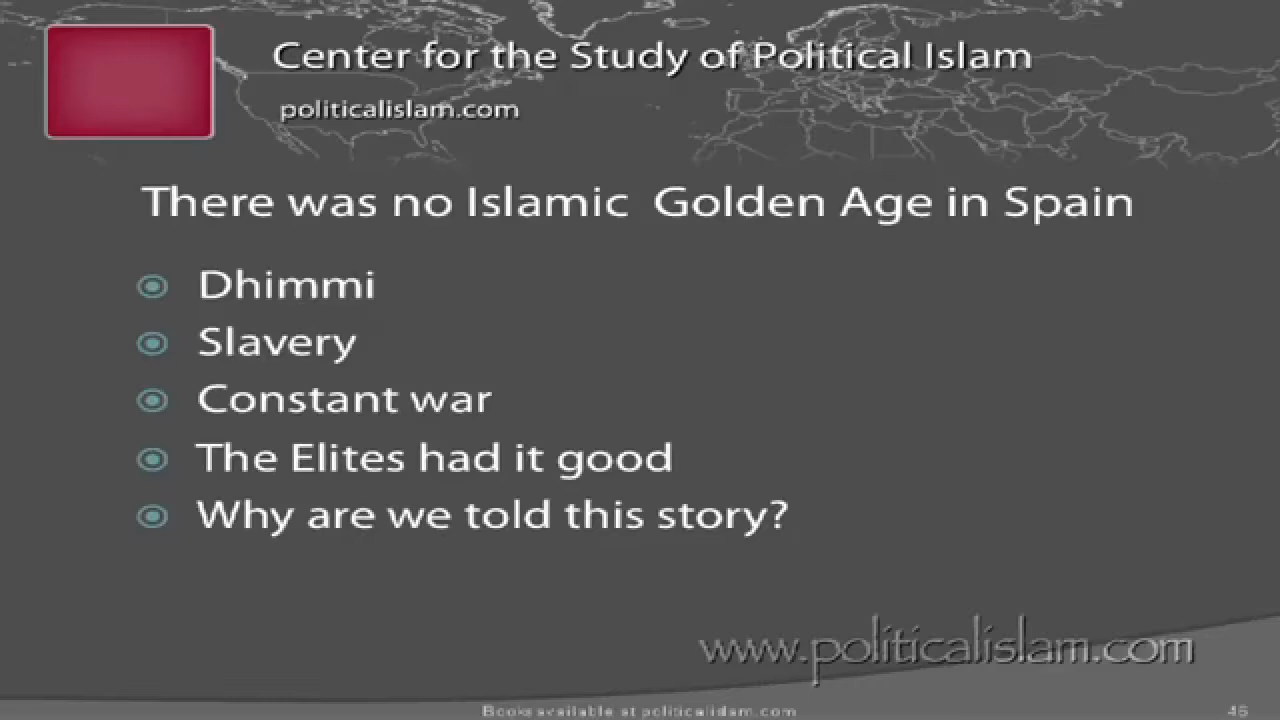 Center for the Study of Political Islam
politicalislam.com
There was no Islamic Golden Age in Spain
Dhimmi
Slavery
Constant war
The Elites had it good
Why are we told this story?
www.politicalislam.com
Books available at politicalislam.com
46